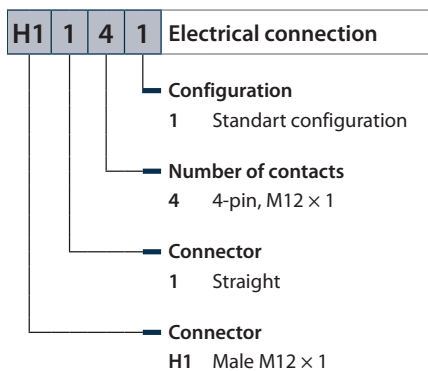 H1 1 4 1 Electrical connection
Configuration
1 Standart configuration
Number of contacts
4 4-pin, M12 × 1
Connector
1 Straight
Connector
H1 Male M12 × 1